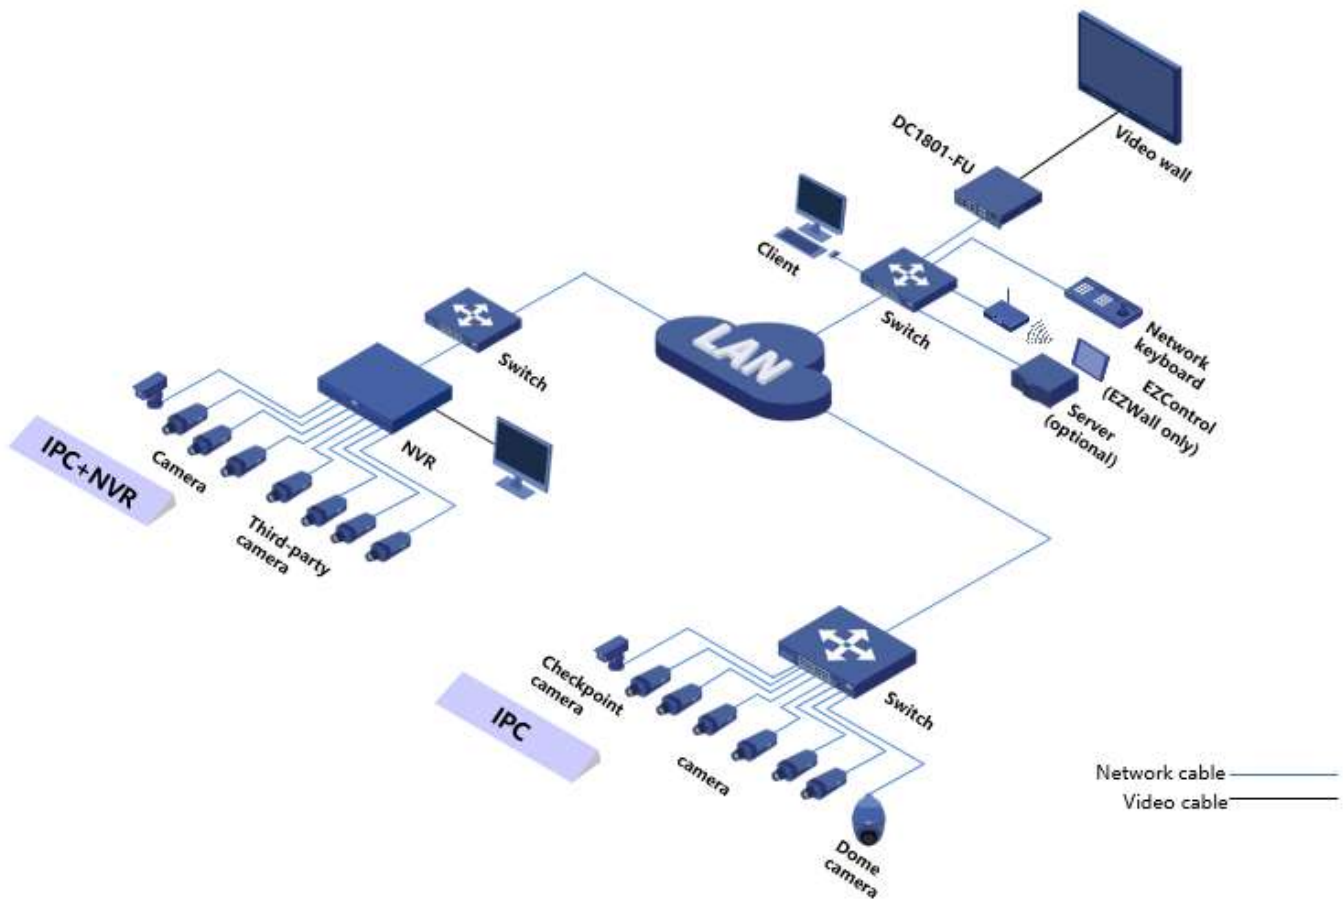 Video wall
DC1801-FU
Client
Switch
Network
keyboard
EZControl
(EZWall only)
Server
(optional)
LAN
Switch
NVR
IPC+NVR
Camera
Third-party
camera
Switch
Checkpoint
camera
IPC
camera
Dome
camera
Network cable
Video cable